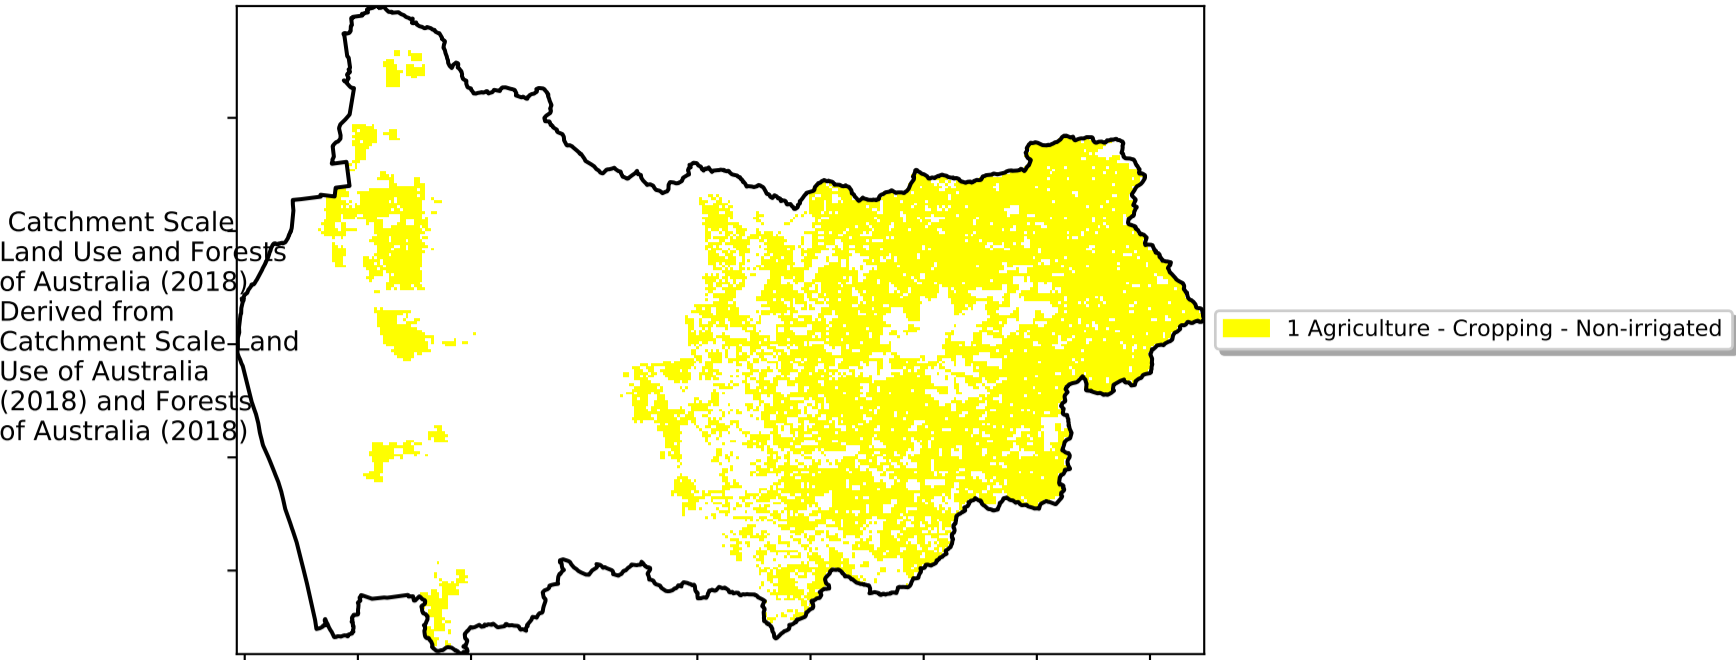 Catchment Scale
Land Use and Forests
of Australia (2018)
Derived from
Catchment Scale Land
Use of Australia
(2018) and Forests
of Australia (2018)
1 Agriculture - Cropping - Non-irrigated